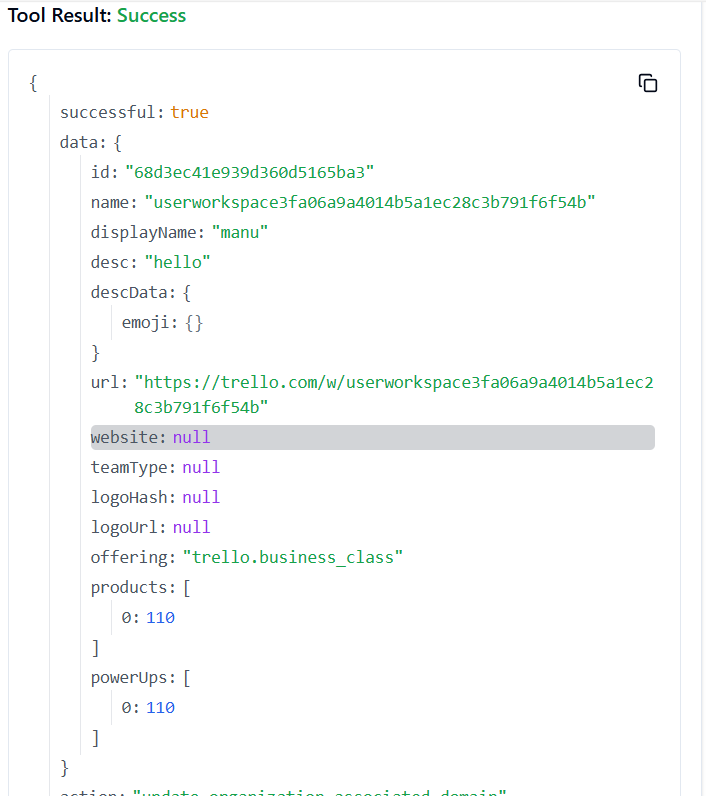 Tool Result: Success
{
successful: true
data: {
id: "68d3ec41e939d360d5165ba3"
name: "userworkspace3fa06a9a4014b5a1ec28c3b791f6f54b"
displayName: "manu"
desc: "hello"
descData: {
emoji: {}
}
url: "https://trello.com/w/userworkspace3fa06a9a4014b5a1ec2
8c3b791f6f54b"
website: null
teamType: null
logoHash: null
logoUrl: null
offering: "trello.business_class"
products: [
0: 110
]
powerUps: [
0: 110
]
}
action: "update_organization_associated_domain"